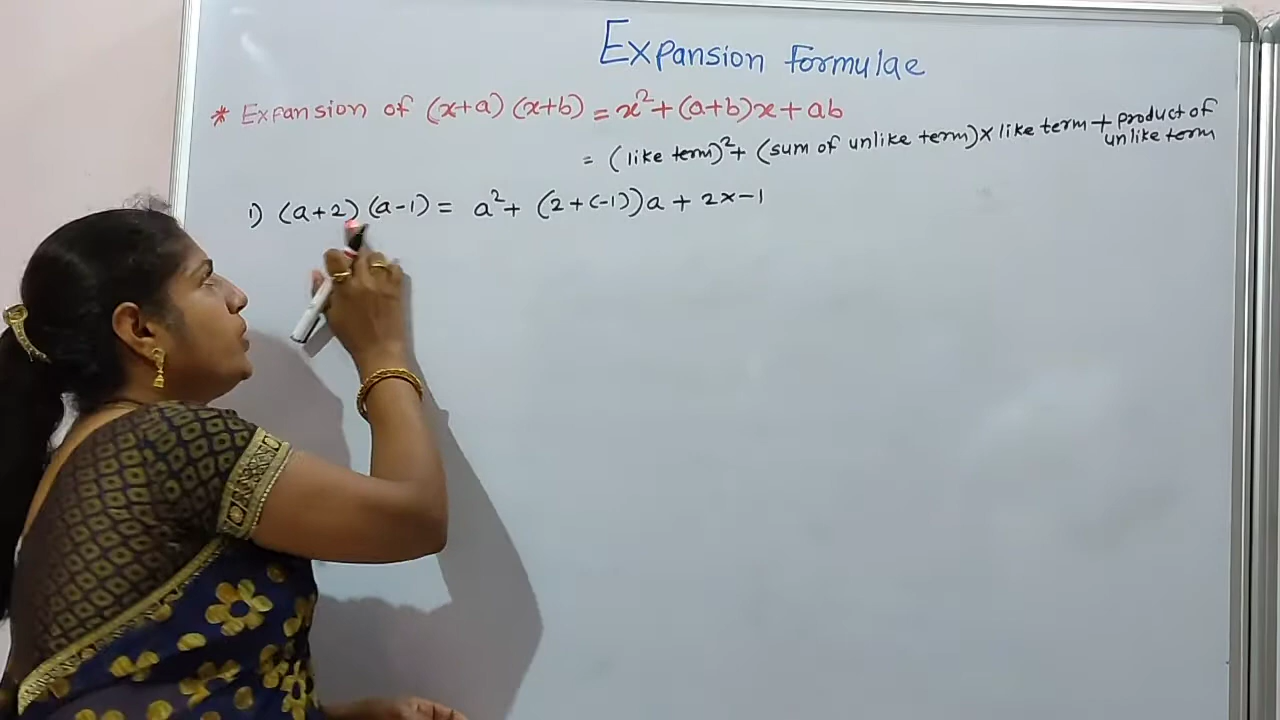 Expansion Formulae
* Expansion of (x+a) (x+b) = x² + (a+b)x + ab
= (like term)² + (sum of unlike term) × like term + product of unlike term
1) (a+2) (a-1) = a² + (2+(-1))a + 2x-1